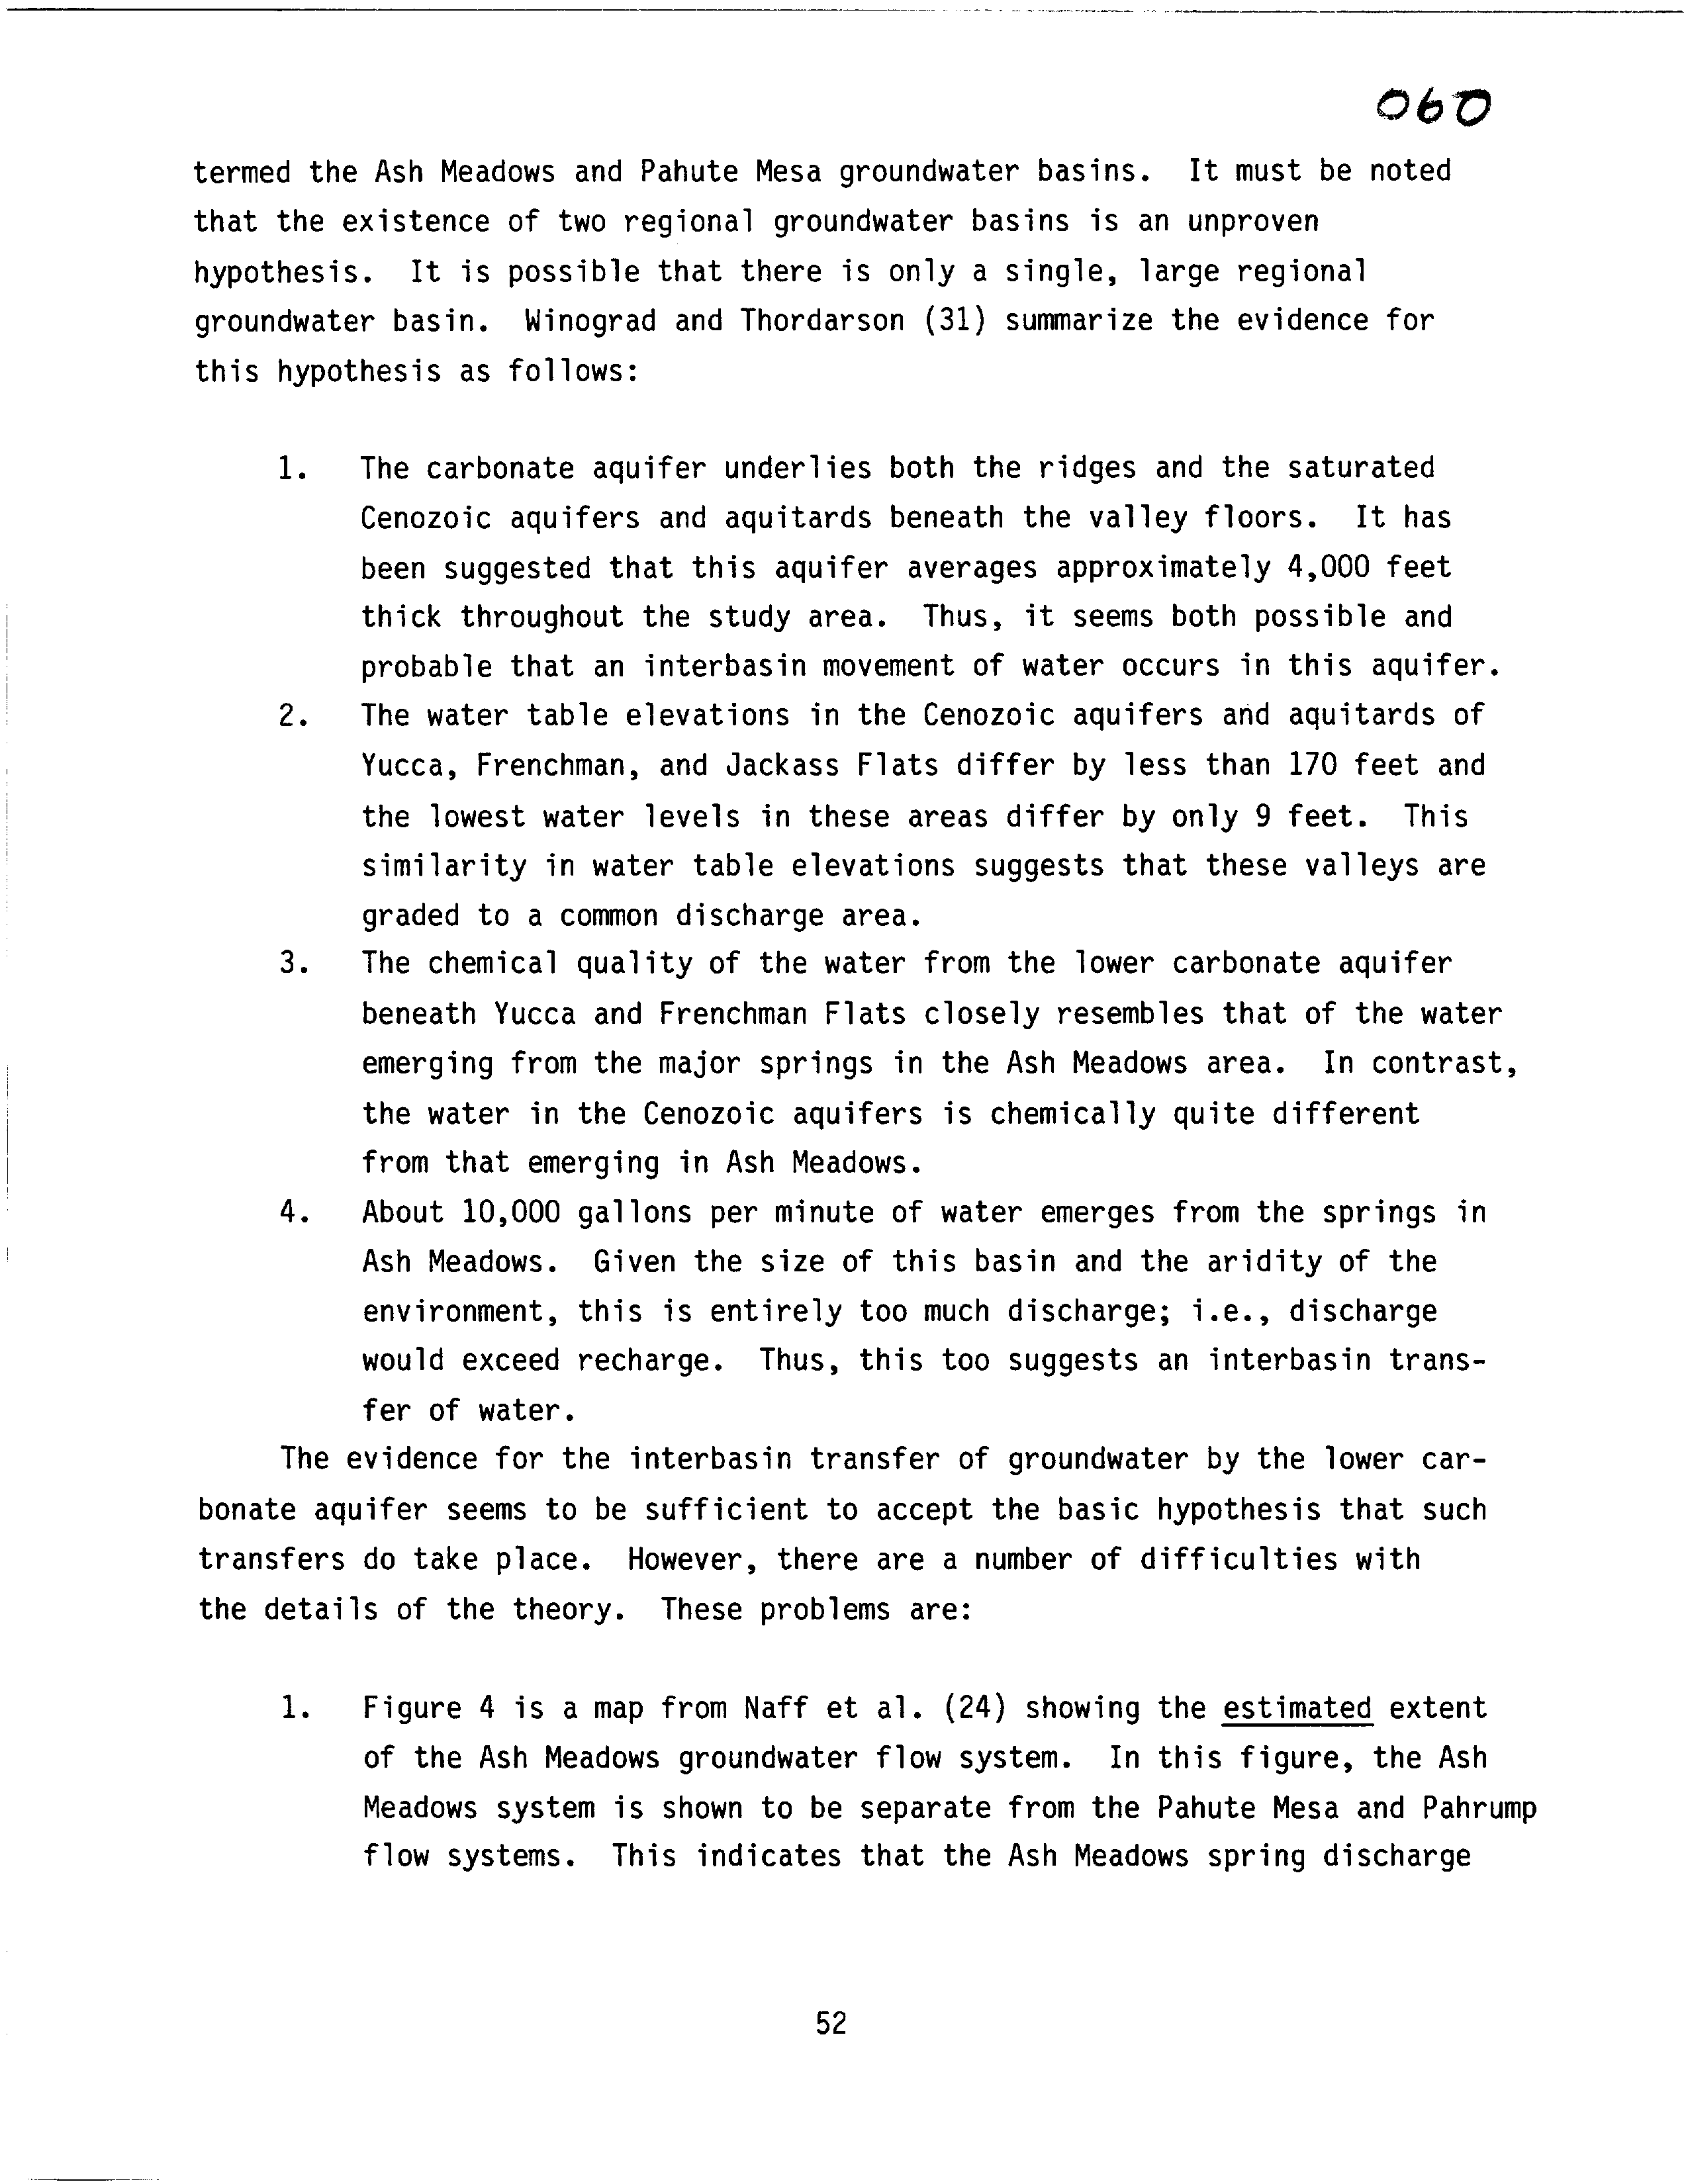 060
termed the Ash Meadows and Pahute Mesa groundwater basins. It must be noted
that the existence of two regional groundwater basins is an unproven
hypothesis. It is possible that there is only a single, large regional
groundwater basin. Winograd and Thordarson (31) summarize the evidence for
this hypothesis as follows:
1. The carbonate aquifer underlies both the ridges and the saturated
Cenozoic aquifers and aquitards beneath the valley floors. It has
been suggested that this aquifer averages approximately 4,000 feet
thick throughout the study area. Thus, it seems both possible and
probable that an interbasin movement of water occurs in this aquifer.
2. The water table elevations in the Cenozoic aquifers and aquitards of
Yucca, Frenchman, and Jackass Flats differ by less than 170 feet and
the lowest water levels in these areas differ by only 9 feet. This
similarity in water table elevations suggests that these valleys are
graded to a common discharge area.
3. The chemical quality of the water from the lower carbonate aquifer
beneath Yucca and Frenchman Flats closely resembles that of the water
emerging from the major springs in the Ash Meadows area. In contrast,
the water in the Cenozoic aquifers is chemically quite different
from that emerging in Ash Meadows.
4. About 10,000 gallons per minute of water emerges from the springs in
Ash Meadows. Given the size of this basin and the aridity of the
environment, this is entirely too much discharge; i.e., discharge
would exceed recharge. Thus, this too suggests an interbasin trans-
fer of water.
The evidence for the interbasin transfer of groundwater by the lower car-
bonate aquifer seems to be sufficient to accept the basic hypothesis that such
transfers do take place. However, there are a number of difficulties with
the details of the theory. These problems are:
1. Figure 4 is a map from Naff et al. (24) showing the estimated extent
of the Ash Meadows groundwater flow system. In this figure, the Ash
Meadows system is shown to be separate from the Pahute Mesa and Pahrump
flow systems. This indicates that the Ash Meadows spring discharge
52